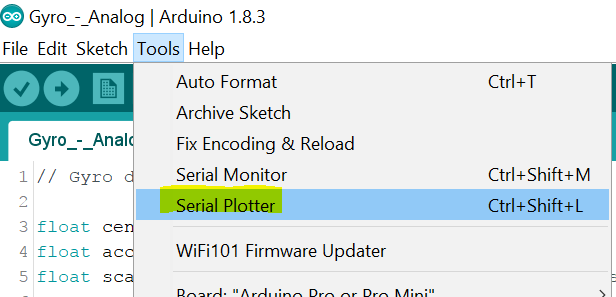 Gyro_-_Analog | Arduino 1.8.3
File Edit Sketch Tools Help
Auto Format Ctrl+T
Archive Sketch
Fix Encoding & Reload
Serial Monitor Ctrl+Shift+M
Serial Plotter Ctrl+Shift+L
WiFi101 Firmware Updater
Board: "Arduino Pro or Pro Mini"
Gyro_-_Analo
1 // Gyro d
2
3 float cen
4 float acc
5 float sca